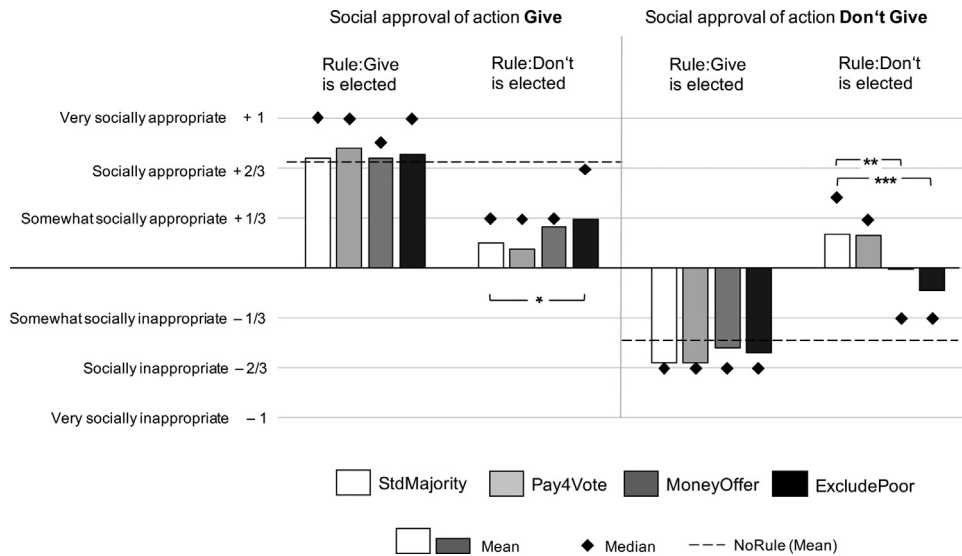 Social approval of action Give
Social approval of action Don‘t Give
Rule:Give
is elected
Rule:Don't
is elected
Rule:Give
is elected
Rule:Don't
is elected
Very socially appropriate + 1
Socially appropriate + 2/3
Somewhat socially appropriate + 1/3
Somewhat socially inappropriate – 1/3
Socially inappropriate – 2/3
Very socially inappropriate – 1
**
***
*
StdMajority
Pay4Vote
MoneyOffer
ExcludePoor
Mean
Median
NoRule (Mean)